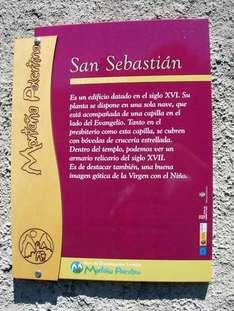 Montaña Palentina
San Sebastián
Es un edificio datado en el siglo XVI. Su
planta se dispone en una sola nave, que
está acompañada de una capilla en el
lado del Evangelio. Tanto en el
presbiterio como esta capilla, se cubren
con bóvedas de crucería estrellada.
Dentro del templo, podemos ver un
armario relicario del siglo XVII.
Es de destacar también, una buena
imagen gótica de la Virgen con el Niño.
Montaña Palentina